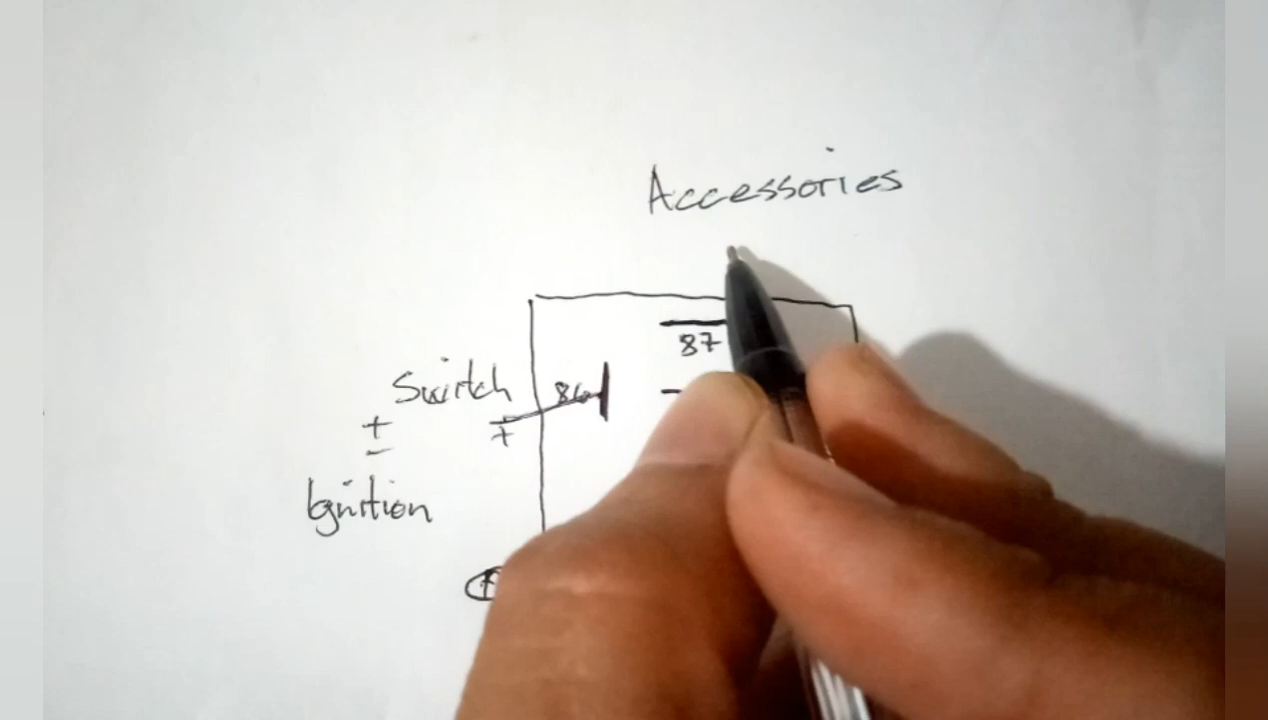 Accessories
87
Switch 86
+
+
-
Ignition